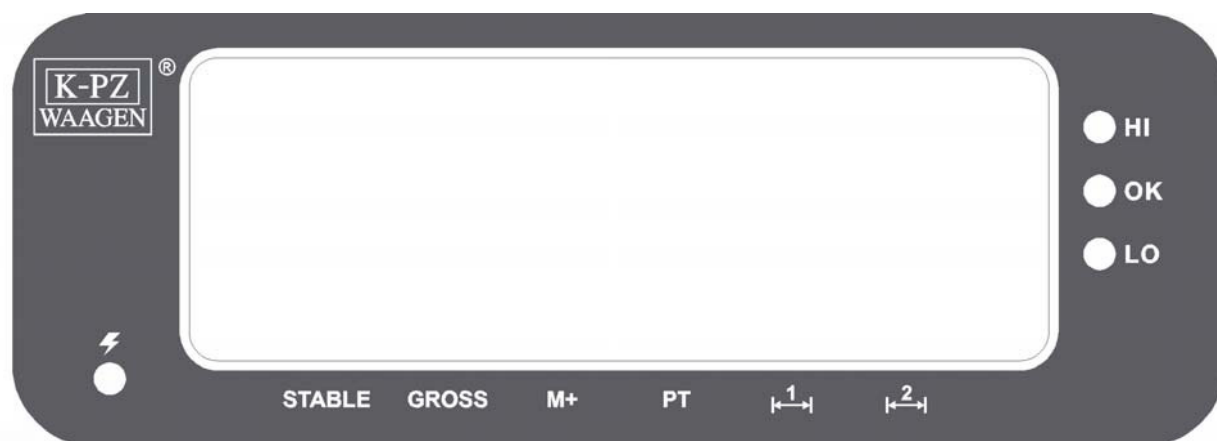 K-PZ ®
WAAGEN
HI
OK
LO
STABLE GROSS M+ PT 1 2